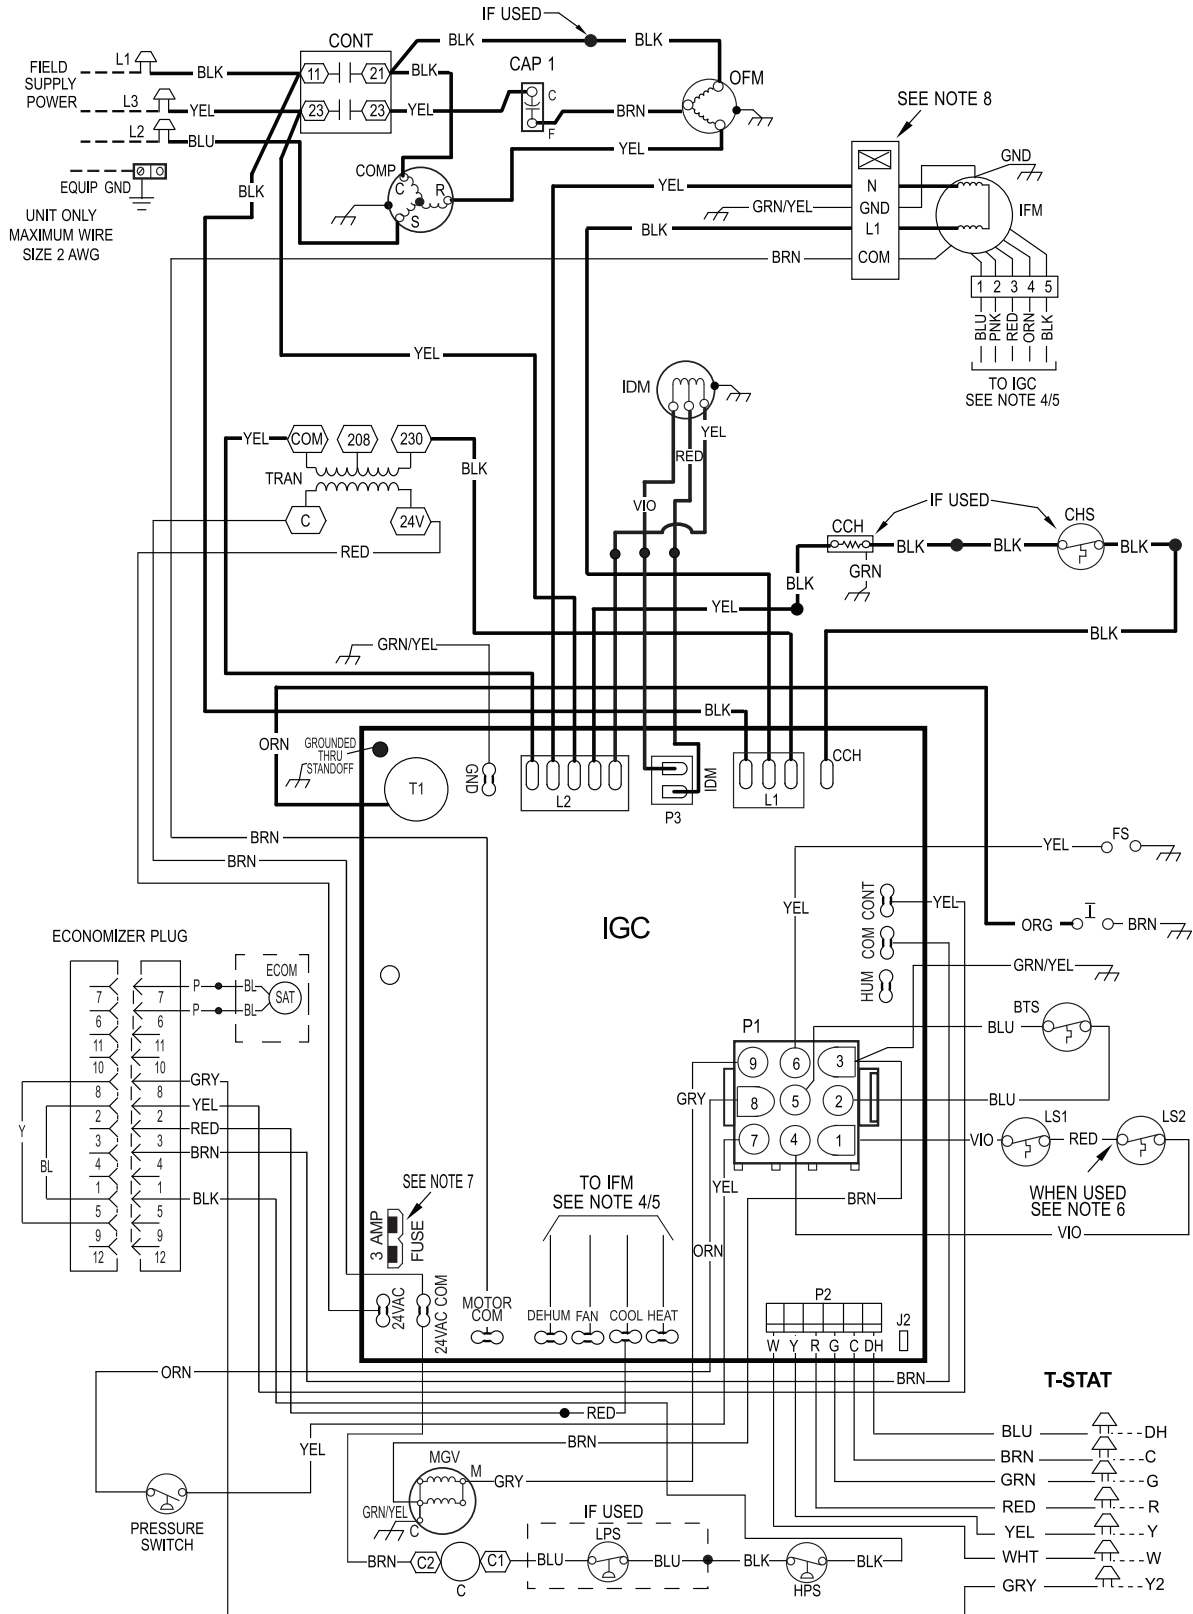 IF USED
CONT
BLK
BLK
L1
BLK
11
21
BLK
CAP 1
OFM
FIELD
SUPPLY
POWER
L3
YEL
23
23
YEL
C
F
BRN
SEE NOTE 8
L2
BLU
YEL
EQUIP GND
BLK
COMP
C
R
S
GND
YEL
N
UNIT ONLY
MAXIMUM WIRE
SIZE 2 AWG
GRN/YEL
GND
IFM
BLK
L1
BRN
COM
1 2 3 4 5
BLU
PNK
RED
ORN
BLK
YEL
TO IGC
SEE NOTE 4/5
IDM
YEL
YEL
COM
208
230
RED
BLK
TRAN
VIO
IF USED
C
24V
CCH
CHS
RED
BLK
BLK
BLK
GRN
BLK
YEL
BLK
GRN/YEL
BLK
ORN
GROUNDED
THRU
STANDOFF
T1
GND
L2
P3
IDM
L1
CCH
BRN
BRN
YEL
FS
YEL
CONT
YEL
IGC
ORG
BRN
COM
ECONOMIZER PLUG
HUM
GRN/YEL
ECOM
P
BL
SAT
P
BL
7
7
6
6
11
11
10
10
8
8
2
2
3
3
4
4
1
1
5
5
9
9
12
12
GRY
YEL
RED
BRN
BLK
Y
BL
P1
BTS
BLU
9
6
3
GRY
8
5
2
BLU
7
4
1
VIO
LS1
RED
LS2
YEL
BRN
WHEN USED
SEE NOTE 6
VIO
SEE NOTE 7
TO IFM
SEE NOTE 4/5
3 AMP
FUSE
ORN
24VAC
24VAC COM
MOTOR
COM
DEHUM
FAN
COOL
HEAT
P2
J2
W Y R G C DH
ORN
BRN
T-STAT
RED
BLU
DH
YEL
BRN
BRN
C
MGV
M
GRY
GRN
G
GRN/YEL
C
IF USED
RED
R
PRESSURE
SWITCH
LPS
YEL
Y
BRN
C2
C1
BLU
BLU
BLK
BLK
WHT
W
C
HPS
GRY
Y2